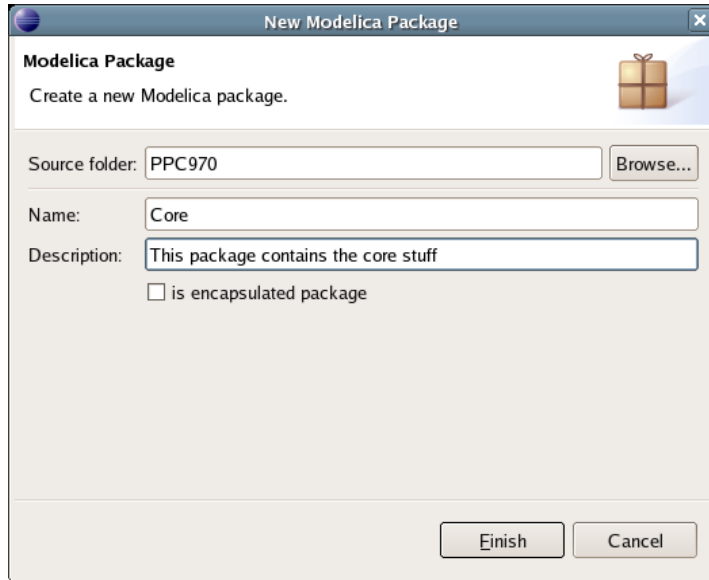 New Modelica Package
Modelica Package
Create a new Modelica package.
Source folder: PPC970 Browse...
Name: Core
Description: This package contains the core stuff
is encapsulated package
Finish Cancel